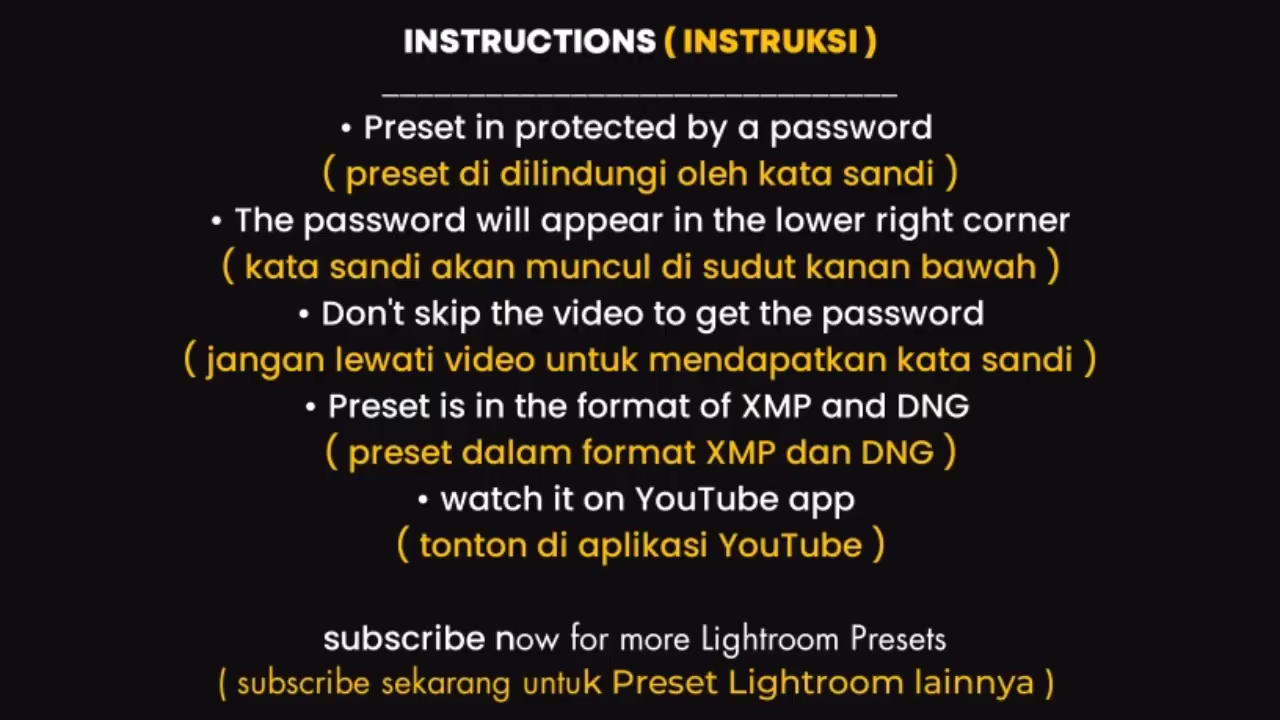 INSTRUCTIONS ( INSTRUKSI )
______________________________
• Preset in protected by a password
( preset di dilindungi oleh kata sandi )
• The password will appear in the lower right corner
( kata sandi akan muncul di sudut kanan bawah )
• Don't skip the video to get the password
( jangan lewati video untuk mendapatkan kata sandi )
• Preset is in the format of XMP and DNG
( preset dalam format XMP dan DNG )
• watch it on YouTube app
( tonton di aplikasi YouTube )
subscribe now for more Lightroom Presets
( subscribe sekarang untuk Preset Lightroom lainnya )